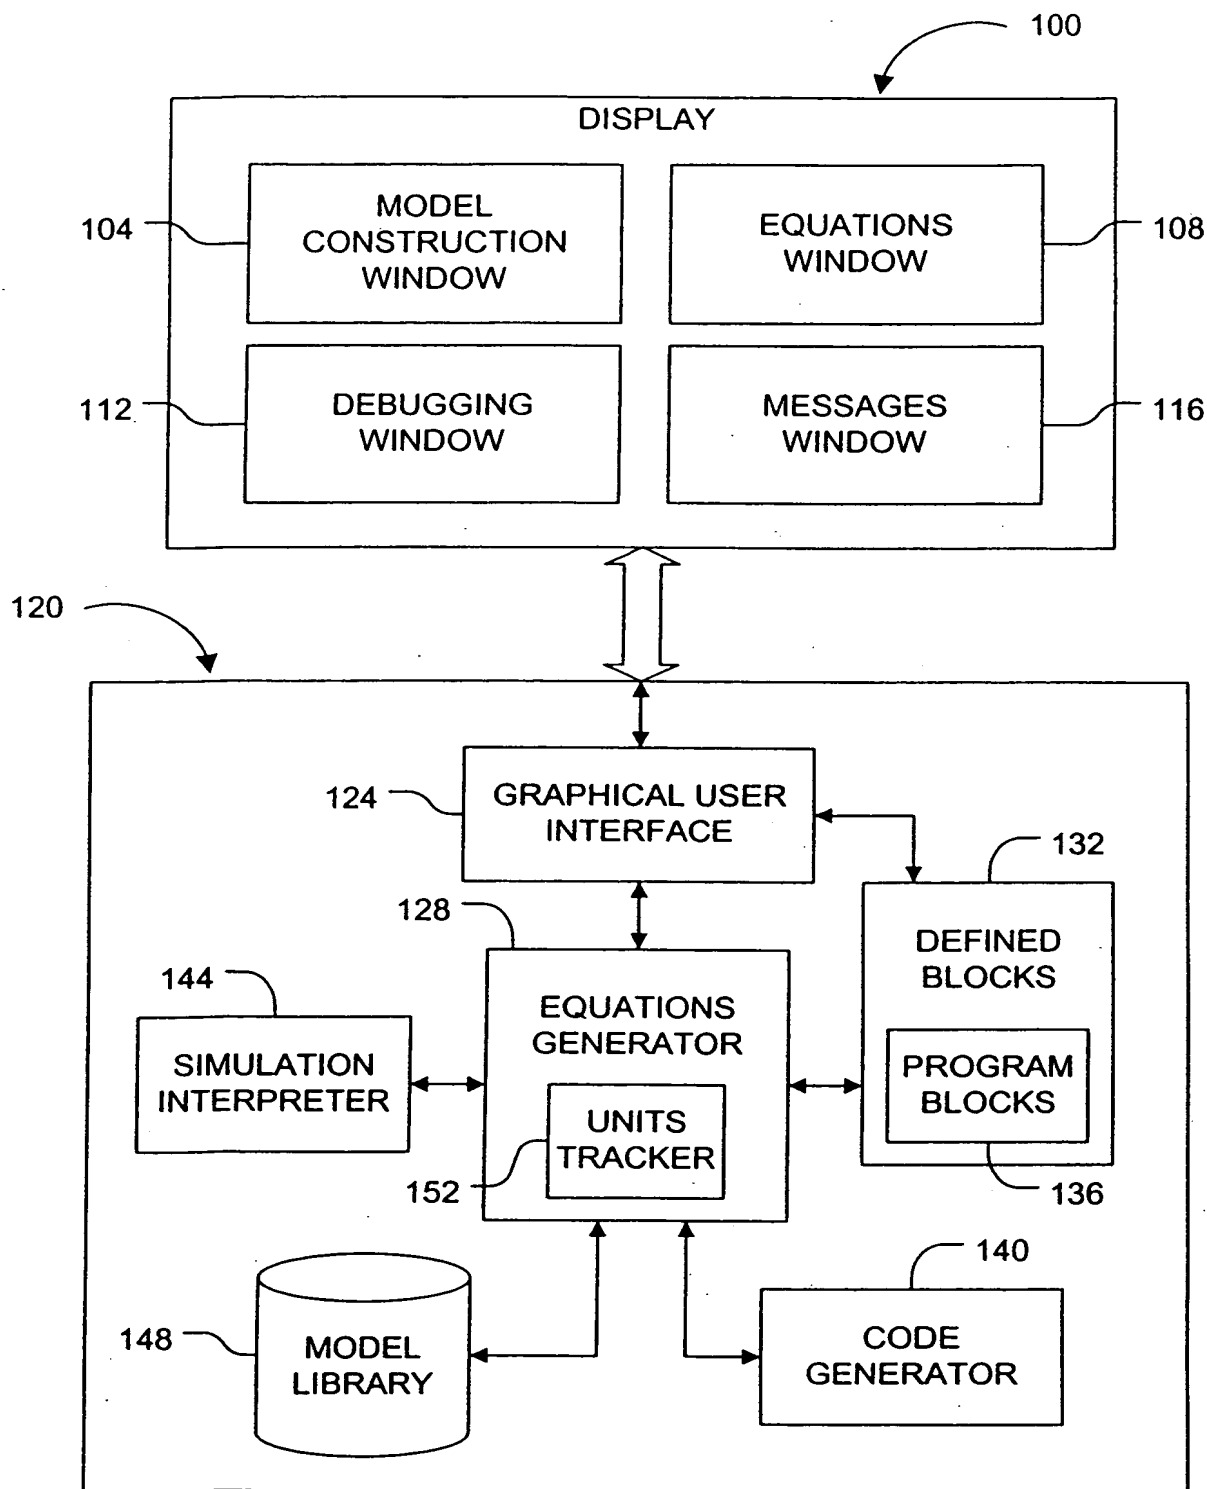 100
DISPLAY
104
MODEL
CONSTRUCTION
WINDOW
EQUATIONS
WINDOW
108
112
DEBUGGING
WINDOW
MESSAGES
WINDOW
116
120
124
GRAPHICAL USER
INTERFACE
132
128
DEFINED
BLOCKS
144
EQUATIONS
GENERATOR
SIMULATION
INTERPRETER
PROGRAM
BLOCKS
UNITS
TRACKER
152
136
140
148
MODEL
LIBRARY
CODE
GENERATOR